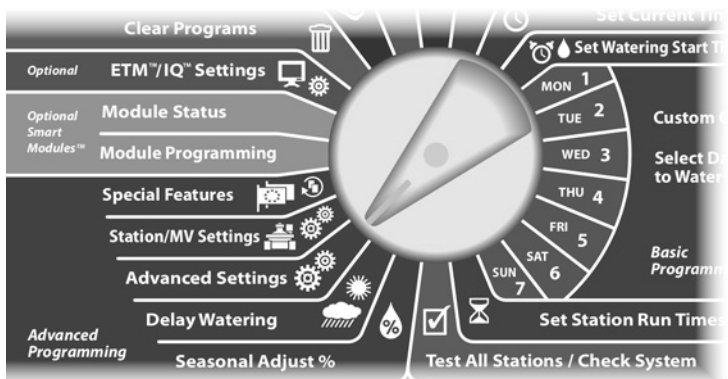 Clear Programs
Optional
ETM™/IQ™ Settings
Optional
Smart
Modules™
Module Status
Module Programming
Special Features
Station/MV Settings
Advanced Settings
Delay Watering
Advanced
Programming
Seasonal Adjust %
%
Test All Stations / Check System
Set Station Run Times
Basic
Select
to Water
Custom
MON 1
TUE 2
WED 3
THU 4
FRI 5
SAT 6
SUN 7
Set Watering Start
Set Current